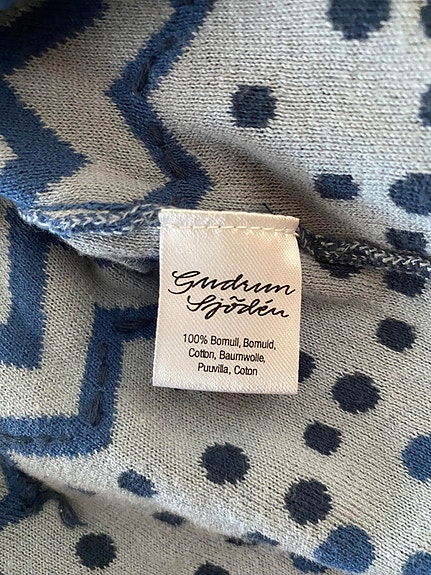 Gudrun
Sjödén
100% Bomull, Bomuld,
Cotton, Baumwolle,
Puuvilla, Coton